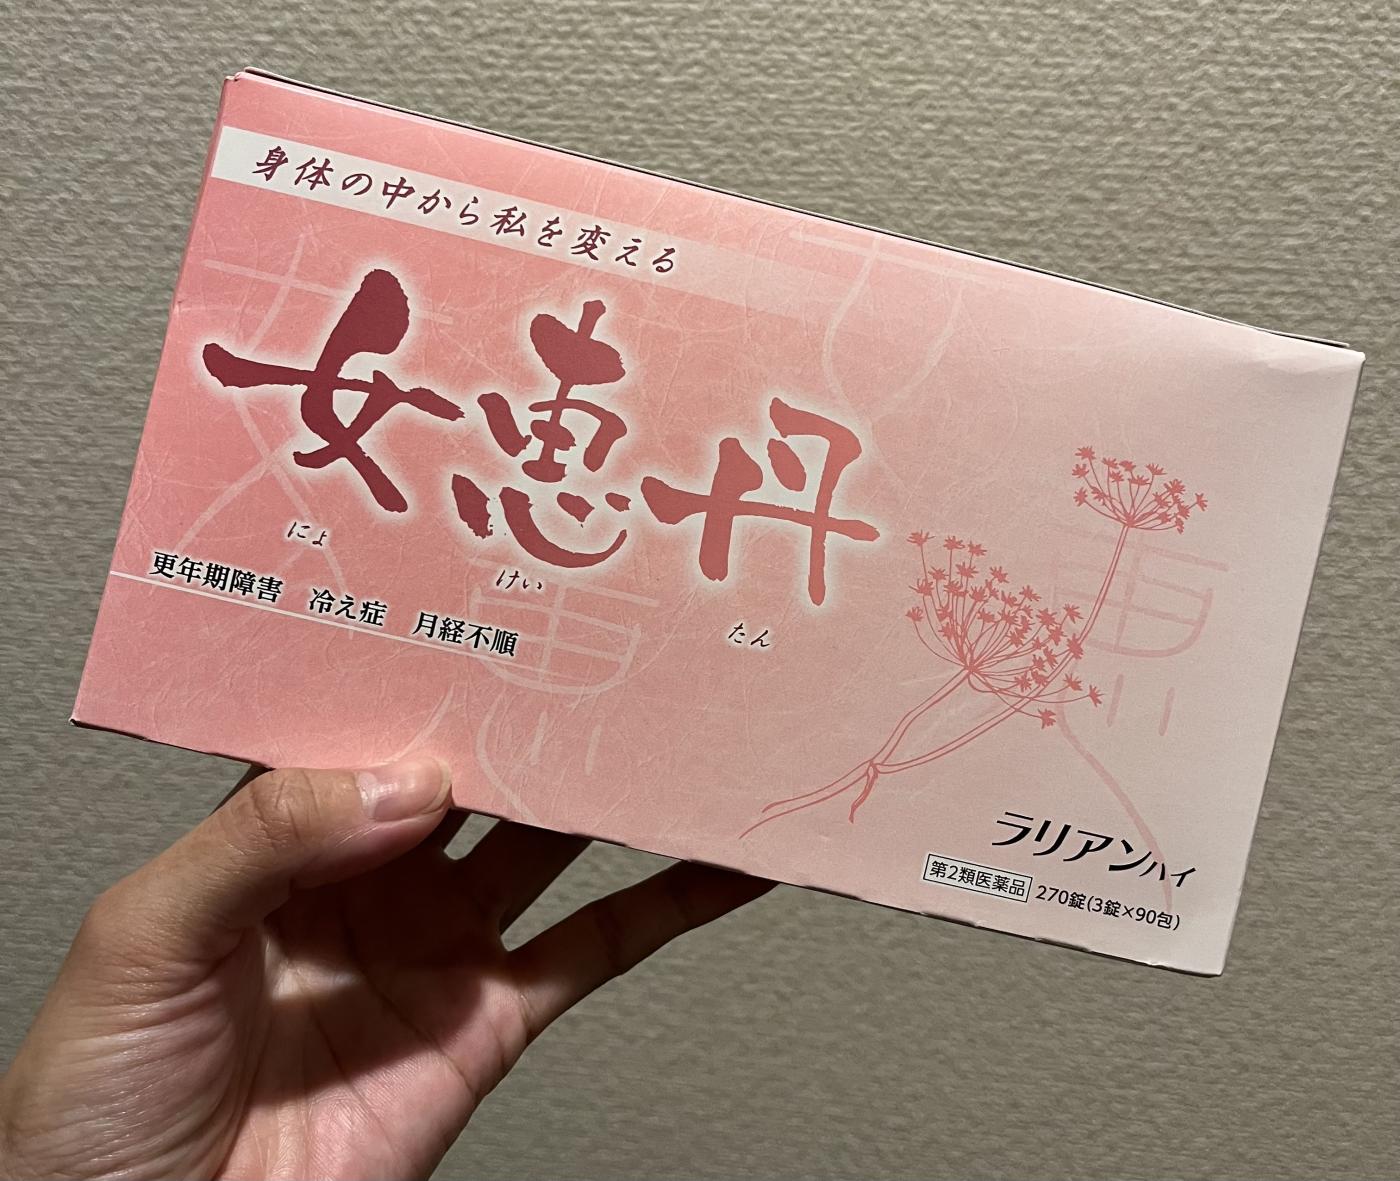 身体の中から私を変える
女恵丹
にょ けい たん
更年期障害 冷え症 月経不順
ラリアンハイ
第2類医薬品 270錠(3錠×90包)